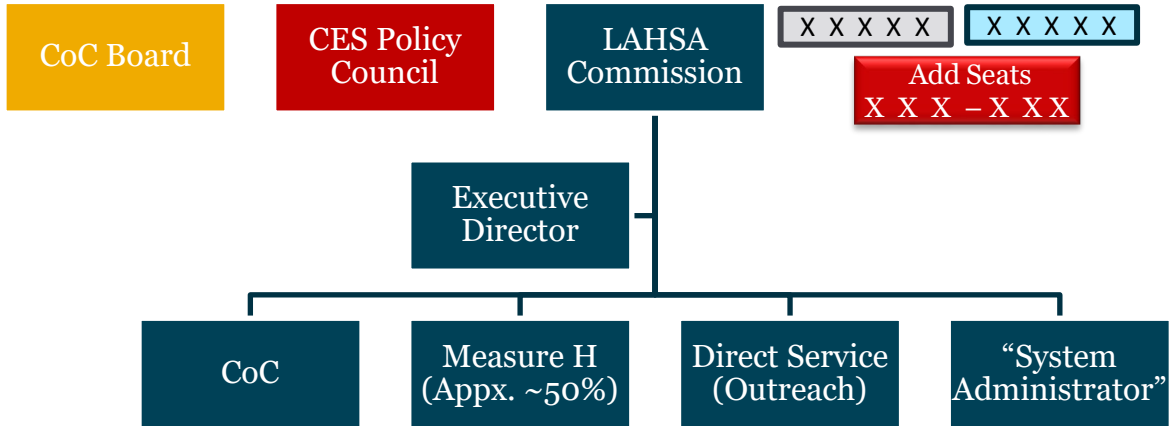 CoC Board
CES Policy
Council
LAHSA
Commission
X X X X X
X X X X X
Add Seats
X X X – X X X
Executive
Director
CoC
Measure H
(Appx. ~50%)
Direct Service
(Outreach)
“System
Administrator”